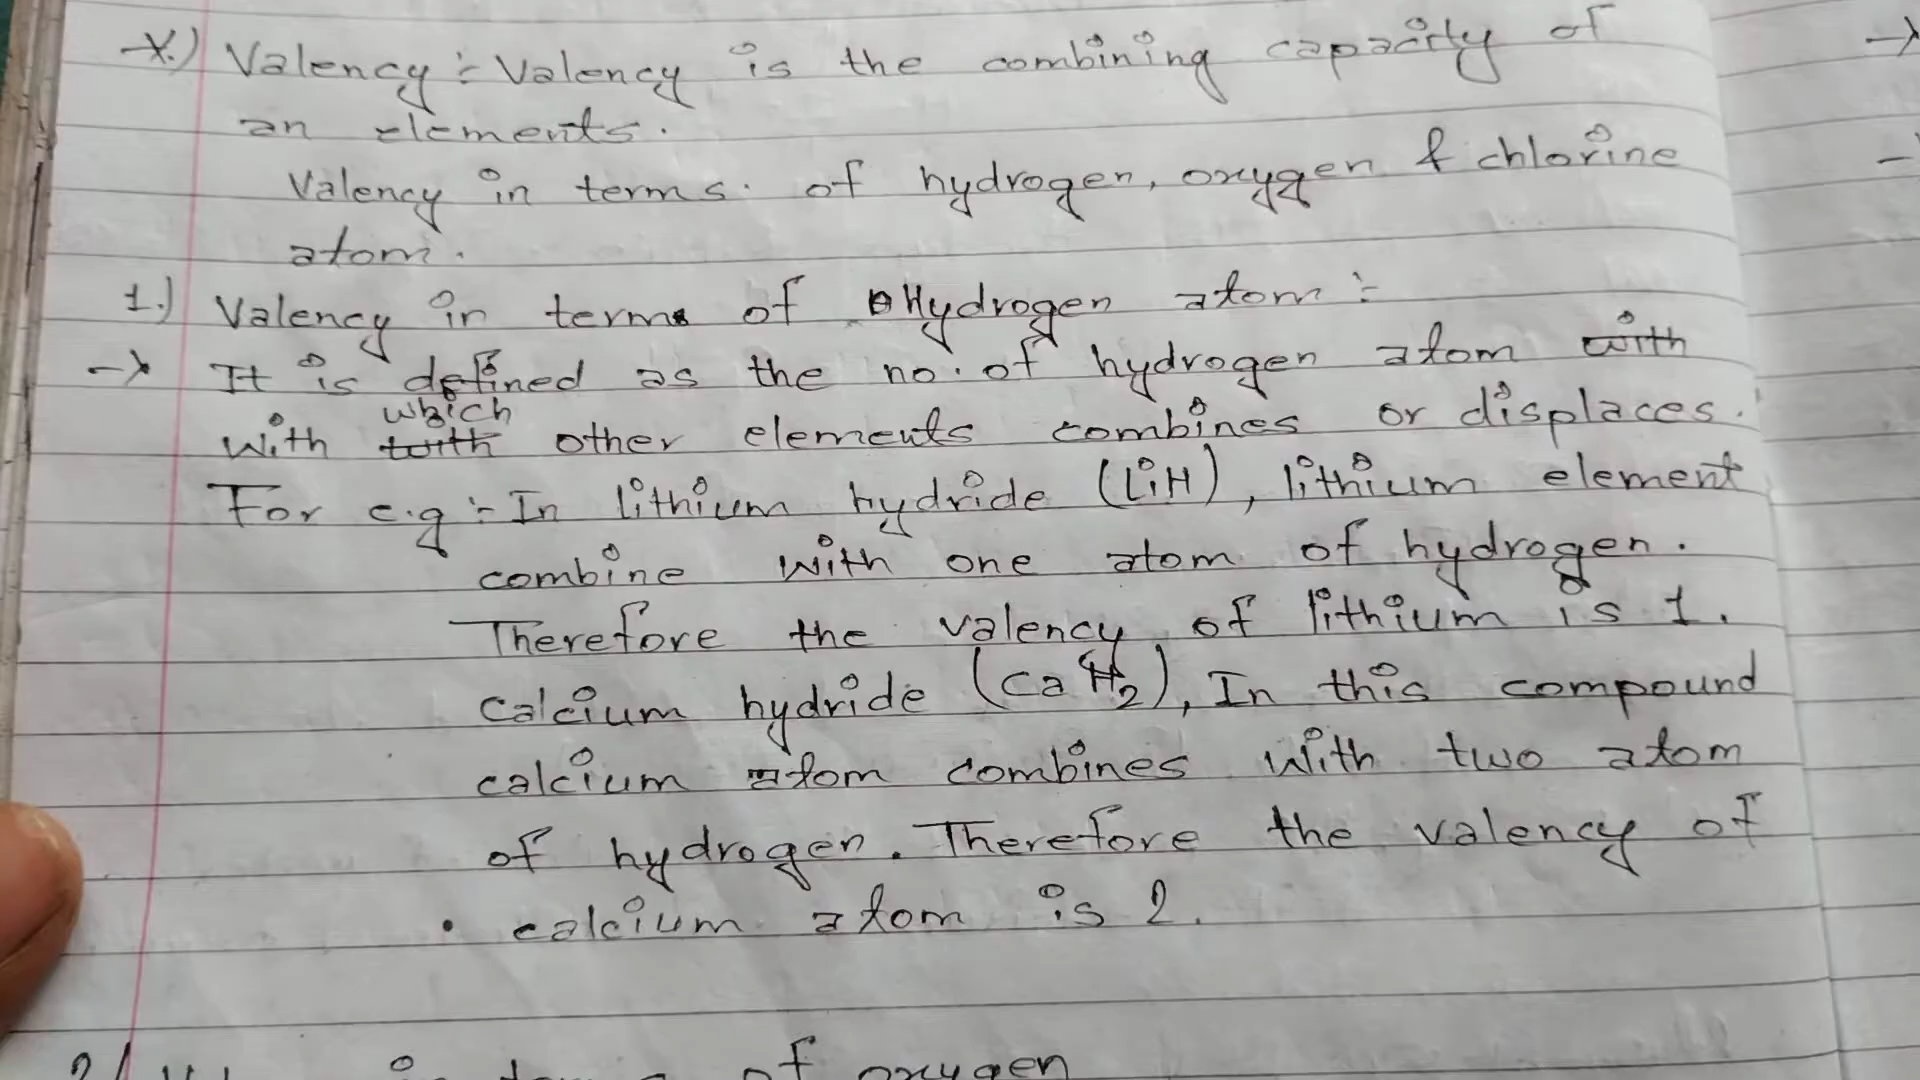 *.) Valency :- Valency is the combining capacity of
an elements.
Valency in terms. of hydrogen, oxygen & chlorine
atom.
1.) Valency in terms of Hydrogen atom :-
→ It is defined as the no. of hydrogen atom with
which
with with other elements combines or displaces.
For e.g :- In lithium hydride (LiH), lithium element
combine with one atom of hydrogen.
Therefore the valency of lithium is 1.
Calcium hydride (CaH₂), In this compound
calcium atom combines with two atom
of hydrogen. Therefore the valency of
calcium atom is 2.
of oxygen